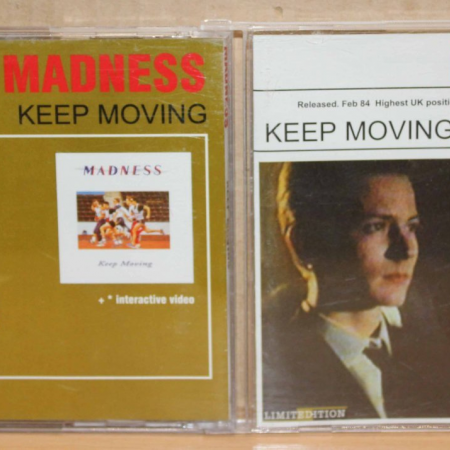 MADNESS
KEEP MOVING
MADNESS
Keep Moving
+ * interactive video
Released. Feb 84 Highest UK positi
KEEP MOVING
LIMITEDITION